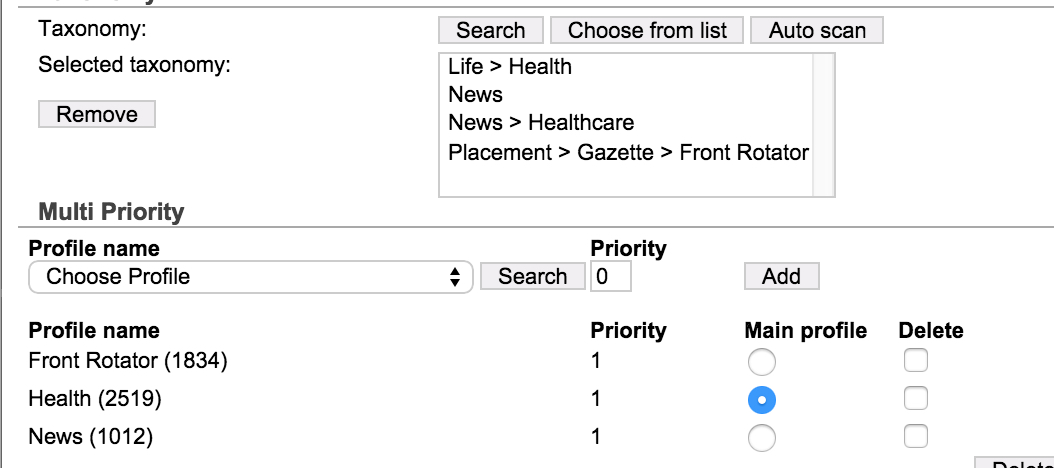 Taxonomy:
Search Choose from list Auto scan
Selected taxonomy:
Life > Health
News
News > Healthcare
Placement > Gazette > Front Rotator
Remove
Multi Priority
Profile name Priority
Choose Profile Search 0 Add
Profile name Priority Main profile Delete
Front Rotator (1834) 1
Health (2519) 1
News (1012) 1